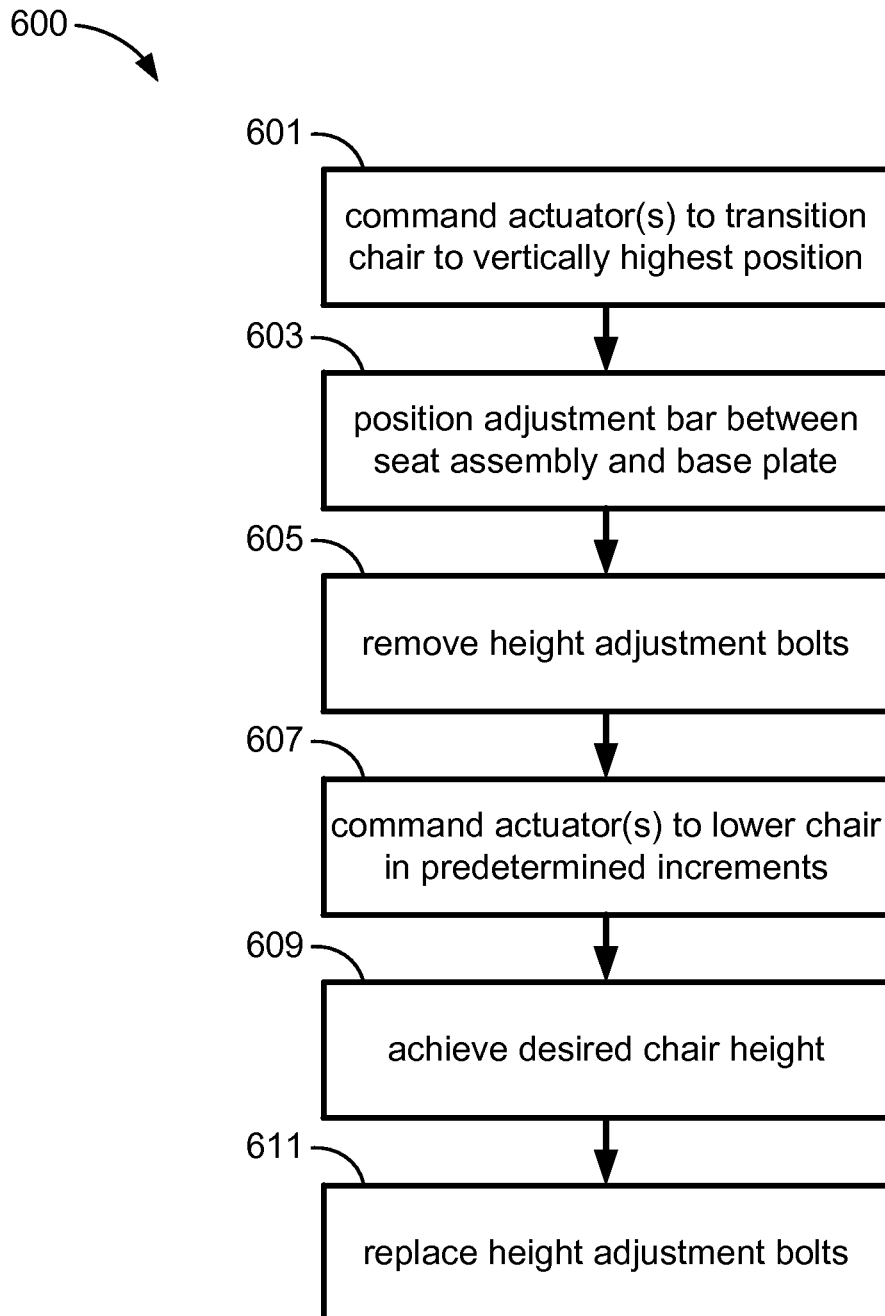 600
601
command actuator(s) to transition
chair to vertically highest position
603
position adjustment bar between
seat assembly and base plate
605
remove height adjustment bolts
607
command actuator(s) to lower chair
in predetermined increments
609
achieve desired chair height
611
replace height adjustment bolts